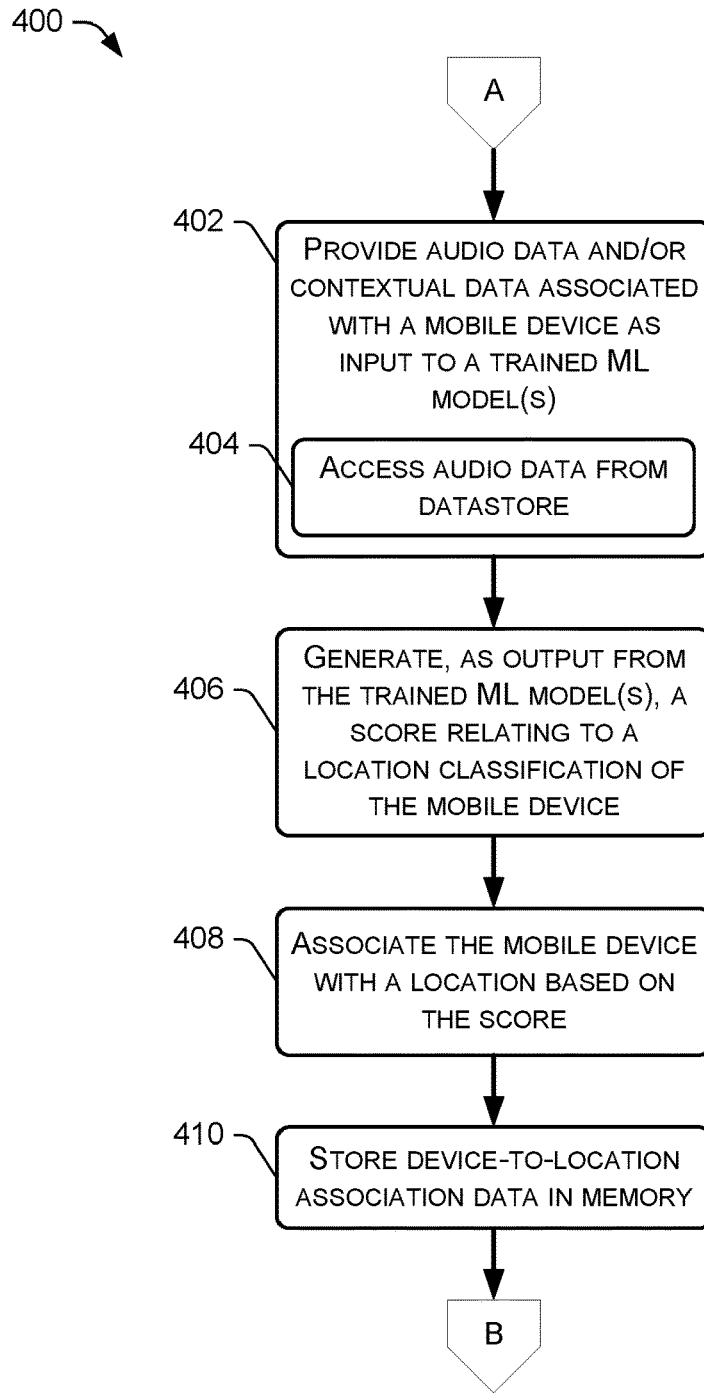 400
A
402
PROVIDE AUDIO DATA AND/OR
CONTEXTUAL DATA ASSOCIATED
WITH A MOBILE DEVICE AS
INPUT TO A TRAINED ML
MODEL(S)
404
ACCESS AUDIO DATA FROM
DATASTORE
406
GENERATE, AS OUTPUT FROM
THE TRAINED ML MODEL(S), A
SCORE RELATING TO A
LOCATION CLASSIFICATION OF
THE MOBILE DEVICE
408
ASSOCIATE THE MOBILE DEVICE
WITH A LOCATION BASED ON
THE SCORE
410
STORE DEVICE-TO-LOCATION
ASSOCIATION DATA IN MEMORY
B